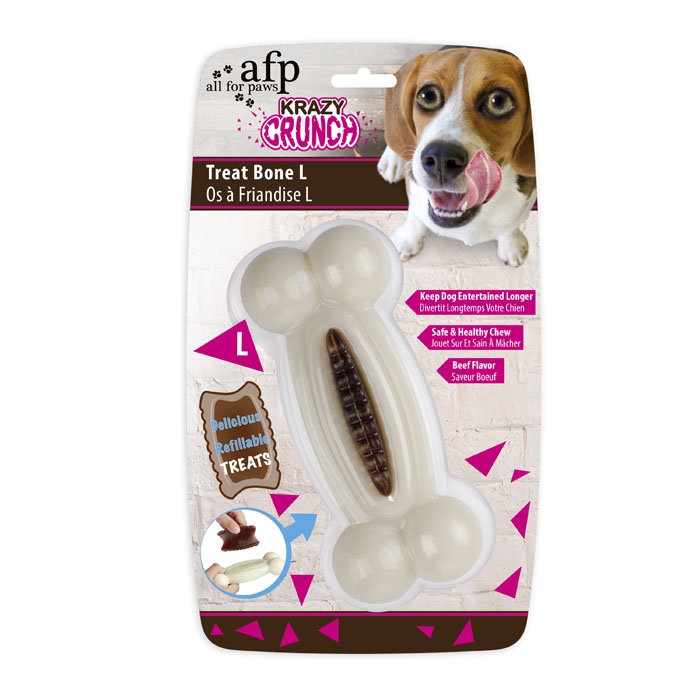 afp
all for paws
KRAZY
CRUNCH
Treat Bone L
Os à Friandise L
Keep Dog Entertained Longer
Divertit Longtemps Votre Chien
Safe & Healthy Chew
Jouet Sur Et Sain À Mâcher
Beef Flavor
Saveur Boeuf
L
Delicious
Refillable
TREATS